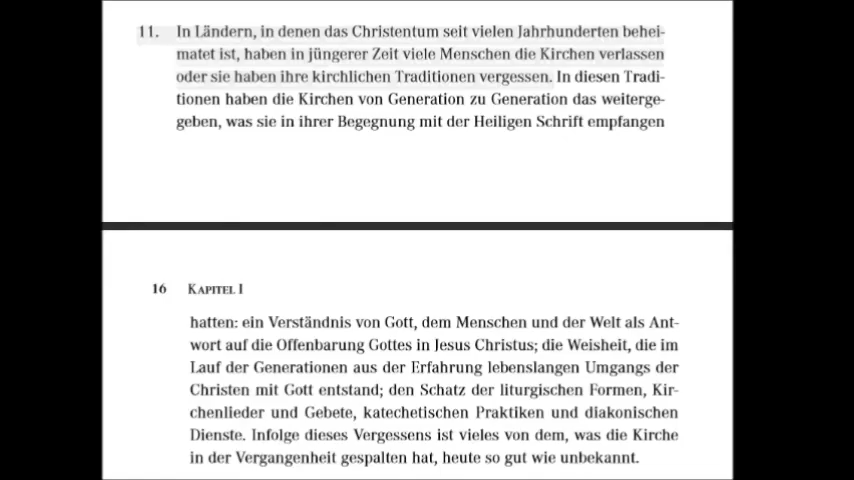 11. In Ländern, in denen das Christentum seit vielen Jahrhunderten behei-
matet ist, haben in jüngerer Zeit viele Menschen die Kirchen verlassen
oder sie haben ihre kirchlichen Traditionen vergessen. In diesen Tradi-
tionen haben die Kirchen von Generation zu Generation das weiterge-
geben, was sie in ihrer Begegnung mit der Heiligen Schrift empfangen
16 KAPITEL I
hatten: ein Verständnis von Gott, dem Menschen und der Welt als Ant-
wort auf die Offenbarung Gottes in Jesus Christus; die Weisheit, die im
Lauf der Generationen aus der Erfahrung lebenslangen Umgangs der
Christen mit Gott entstand; den Schatz der liturgischen Formen, Kir-
chenlieder und Gebete, katechetischen Praktiken und diakonischen
Dienste. Infolge dieses Vergessens ist vieles von dem, was die Kirche
in der Vergangenheit gespalten hat, heute so gut wie unbekannt.